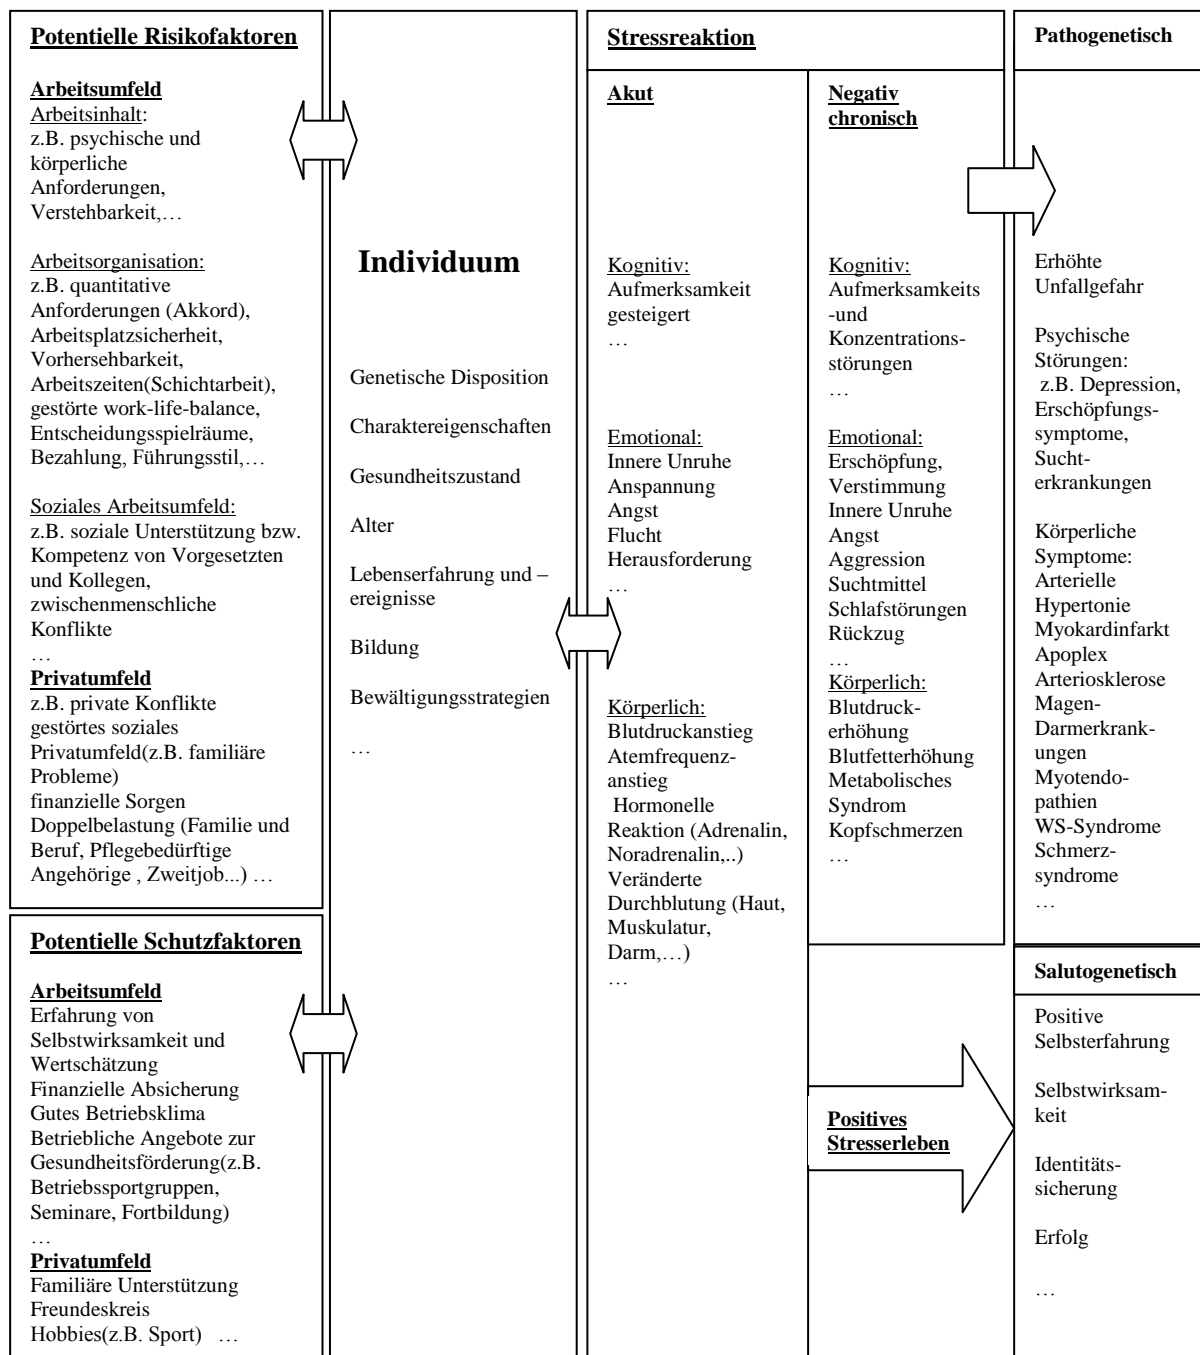 Potentielle Risikofaktoren
Arbeitsumfeld
Arbeitsinhalt:
z.B. psychische und
körperliche
Anforderungen,
Verstehbarkeit,…
Arbeitsorganisation:
z.B. quantitative
Anforderungen (Akkord),
Arbeitsplatzsicherheit,
Vorhersehbarkeit,
Arbeitszeiten(Schichtarbeit),
gestörte work-life-balance,
Entscheidungsspielräume,
Bezahlung, Führungsstil,…
Soziales Arbeitsumfeld:
z.B. soziale Unterstützung bzw.
Kompetenz von Vorgesetzten
und Kollegen,
zwischenmenschliche
Konflikte
…
Privatumfeld
z.B. private Konflikte
gestörtes soziales
Privatumfeld(z.B. familiäre
Probleme)
finanzielle Sorgen
Doppelbelastung (Familie und
Beruf, Pflegebedürftige
Angehörige , Zweitjob...) …
Potentielle Schutzfaktoren
Arbeitsumfeld
Erfahrung von
Selbstwirksamkeit und
Wertschätzung
Finanzielle Absicherung
Gutes Betriebsklima
Betriebliche Angebote zur
Gesundheitsförderung(z.B.
Betriebssportgruppen,
Seminare, Fortbildung)
…
Privatumfeld
Familiäre Unterstützung
Freundeskreis
Hobbies(z.B. Sport) …
Individuum
Genetische Disposition
Charaktereigenschaften
Gesundheitszustand
Alter
Lebenserfahrung und –
ereignisse
Bildung
Bewältigungsstrategien
…
Stressreaktion
Akut
Kognitiv:
Aufmerksamkeit
gesteigert
…
Emotional:
Innere Unruhe
Anspannung
Angst
Flucht
Herausforderung
…
Körperlich:
Blutdruckanstieg
Atemfrequenz-
anstieg
Hormonelle
Reaktion (Adrenalin,
Noradrenalin,..)
Veränderte
Durchblutung (Haut,
Muskulatur,
Darm,…)
…
Negativ
chronisch
Kognitiv:
Aufmerksamkeits
-und
Konzentrations-
störungen
…
Emotional:
Erschöpfung,
Verstimmung
Innere Unruhe
Angst
Aggression
Suchtmittel
Schlafstörungen
Rückzug
…
Körperlich:
Blutdruck-
erhöhung
Blutfetterhöhung
Metabolisches
Syndrom
Kopfschmerzen
…
Positives
Stresserleben
Pathogenetisch
Erhöhte
Unfallgefahr
Psychische
Störungen:
z.B. Depression,
Erschöpfungs-
symptome,
Sucht-
erkrankungen
Körperliche
Symptome:
Arterielle
Hypertonie
Myokardinfarkt
Apoplex
Arteriosklerose
Magen-
Darmerkrank-
ungen
Myotendo-
pathien
WS-Syndrome
Schmerz-
syndrome
…
Salutogenetisch
Positive
Selbsterfahrung
Selbstwirksam-
keit
Identitäts-
sicherung
Erfolg
…